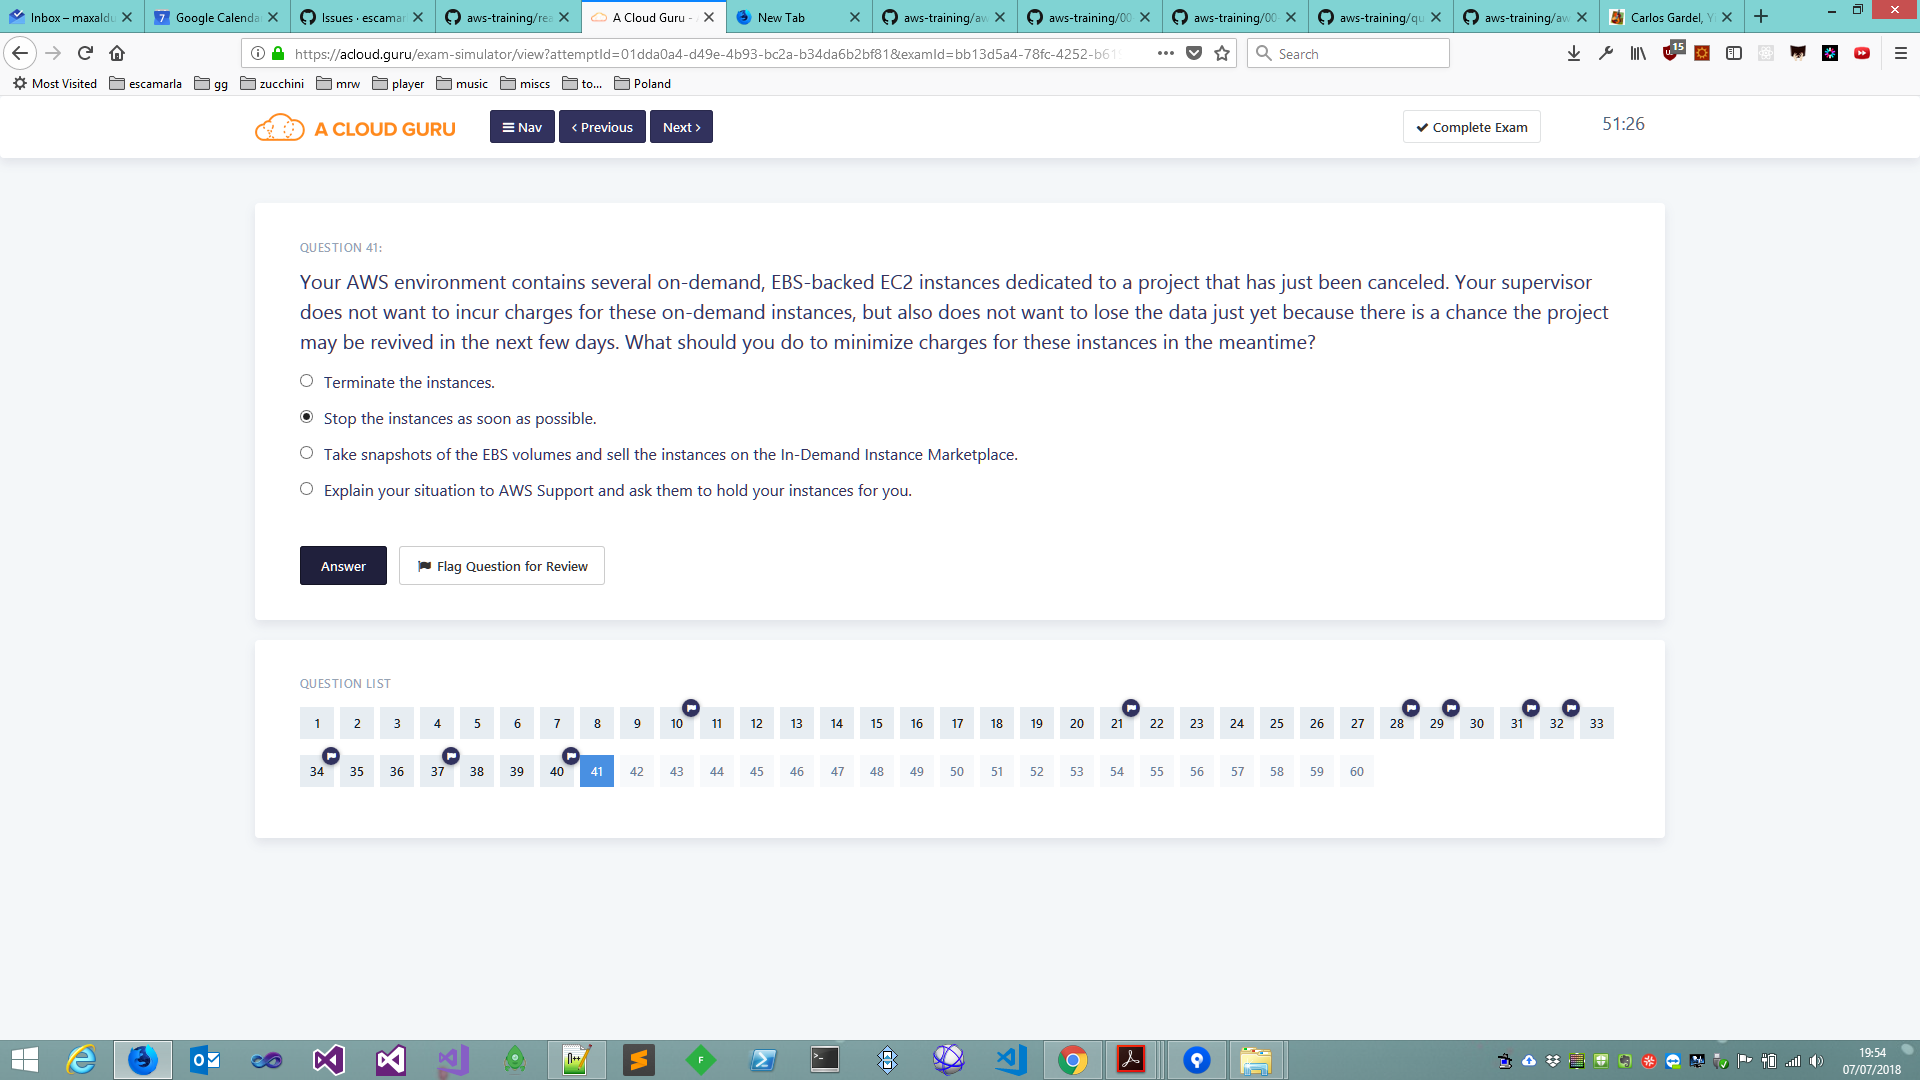 Inbox – maxaldu
Google Calenda
Issues · escamar
aws-training/rea
A Cloud Guru - A
New Tab
aws-training/aw
aws-training/00
aws-training/00
aws-training/qu
aws-training/aw
Carlos Gardel, Y
https://acloud.guru/exam-simulator/view?attemptId=01dda0a4-d49e-4b93-bc2a-b34da6b2bf81&examId=bb13d5a4-78fc-4252-b61
Search
15
Most Visited escamarla gg zucchini mrw player music miscs to... Poland
A CLOUD GURU
Nav
Previous
Next
Complete Exam
51:26
QUESTION 41:
Your AWS environment contains several on-demand, EBS-backed EC2 instances dedicated to a project that has just been canceled. Your supervisor
does not want to incur charges for these on-demand instances, but also does not want to lose the data just yet because there is a chance the project
may be revived in the next few days. What should you do to minimize charges for these instances in the meantime?
Terminate the instances.
Stop the instances as soon as possible.
Take snapshots of the EBS volumes and sell the instances on the In-Demand Instance Marketplace.
Explain your situation to AWS Support and ask them to hold your instances for you.
Answer
Flag Question for Review
QUESTION LIST
1 2 3 4 5 6 7 8 9 10 11 12 13 14 15 16 17 18 19 20 21 22 23 24 25 26 27 28 29 30 31 32 33
34 35 36 37 38 39 40 41 42 43 44 45 46 47 48 49 50 51 52 53 54 55 56 57 58 59 60
19:54
07/07/2018